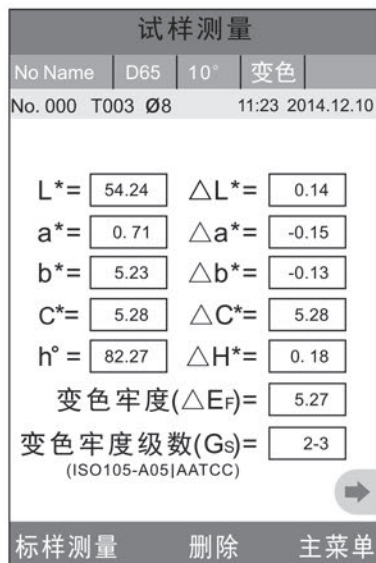 试样测量
No Name D65 10° 变色
No. 000 T003 Ø8 11:23 2014.12.10
L*= 54.24 △L*= 0.14
a*= 0. 71 △a*= -0.15
b*= 5.23 △b*= -0.13
C*= 5.28 △C*= 5.28
h°= 82.27 △H*= 0. 18
变色牢度(△EF)= 5.27
变色牢度级数(Gs)= 2-3
(ISO105-A05|AATCC)
标样测量 删除 主菜单